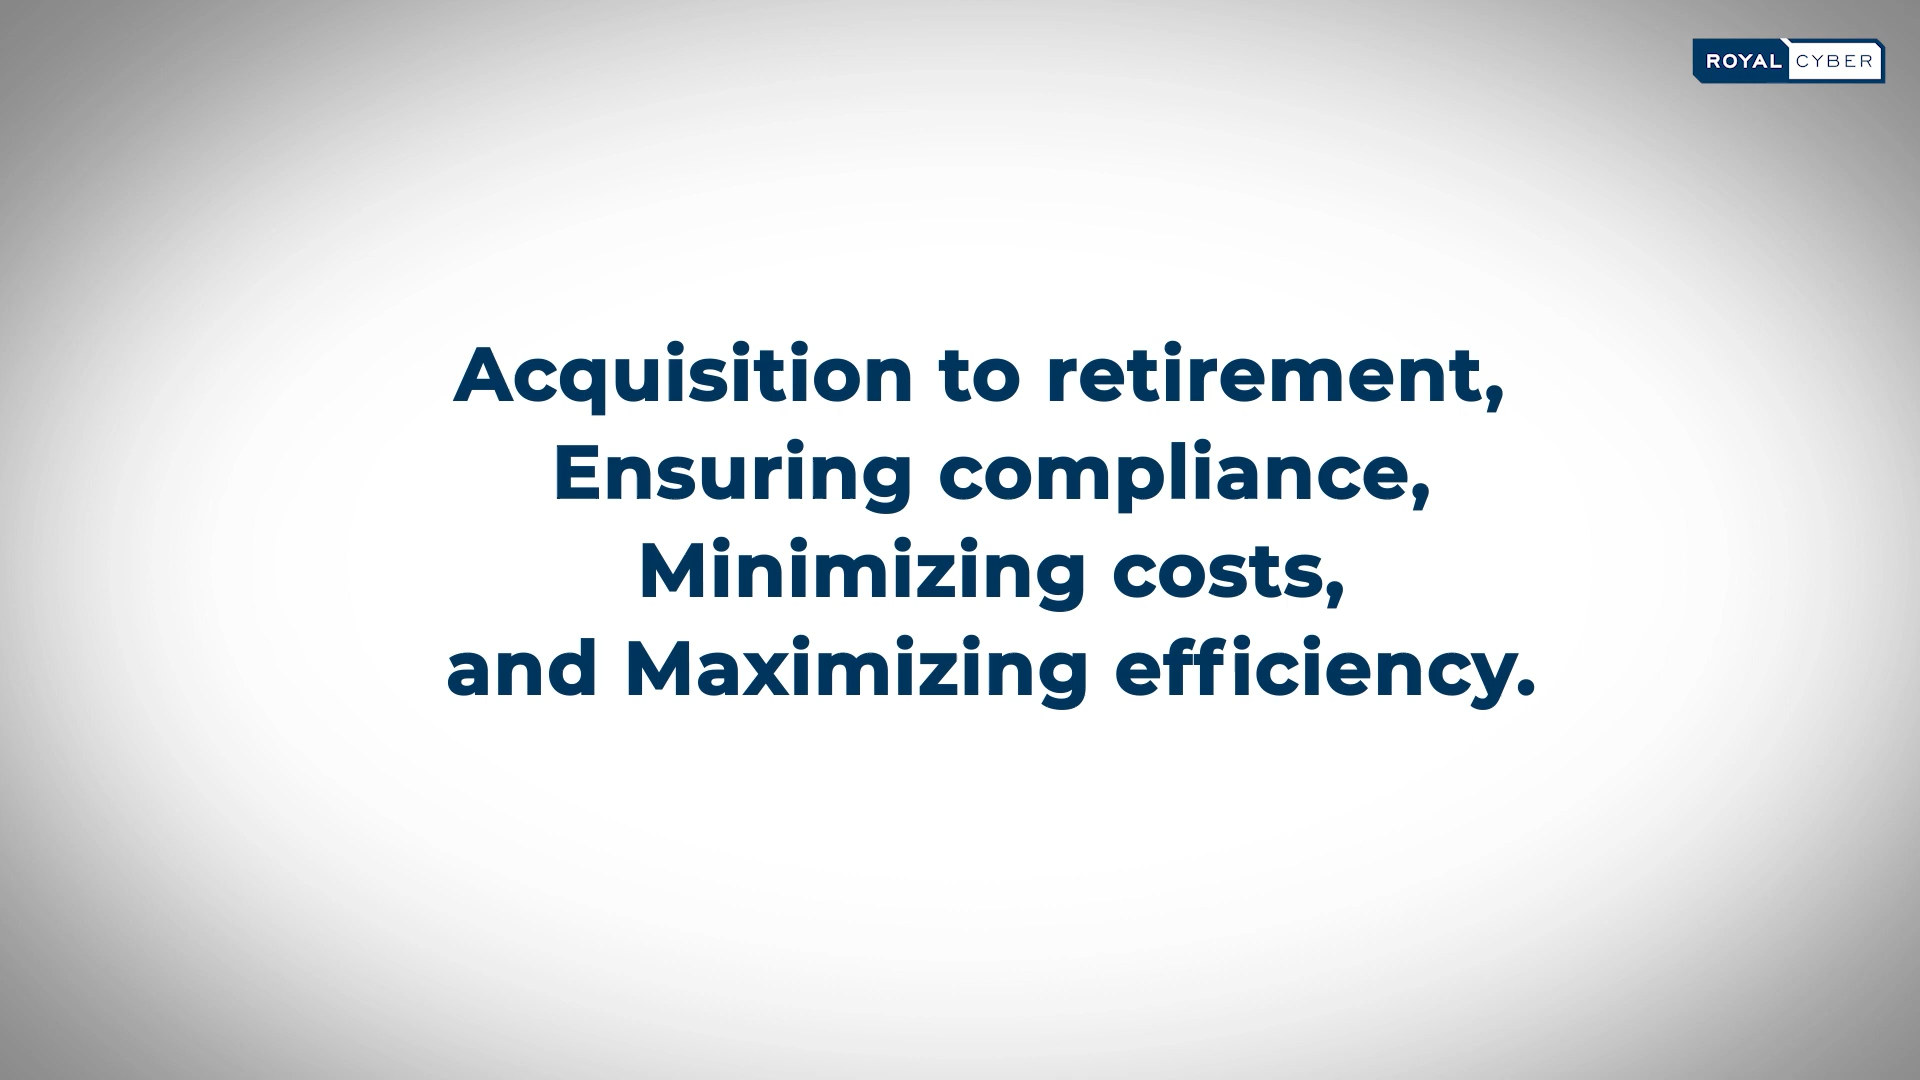 ROYAL CYBER
Acquisition to retirement,
Ensuring compliance,
Minimizing costs,
and Maximizing efficiency.